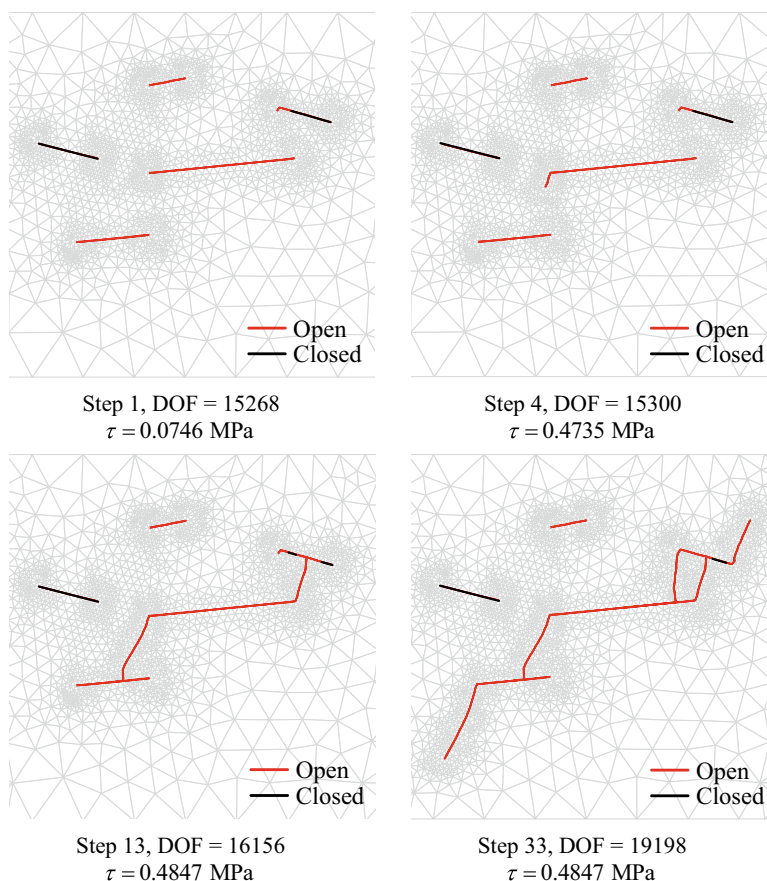 Open
Closed
Step 1, DOF = 15268
τ = 0.0746 MPa
Open
Closed
Step 4, DOF = 15300
τ = 0.4735 MPa
Open
Closed
Step 13, DOF = 16156
τ = 0.4847 MPa
Open
Closed
Step 33, DOF = 19198
τ = 0.4847 MPa